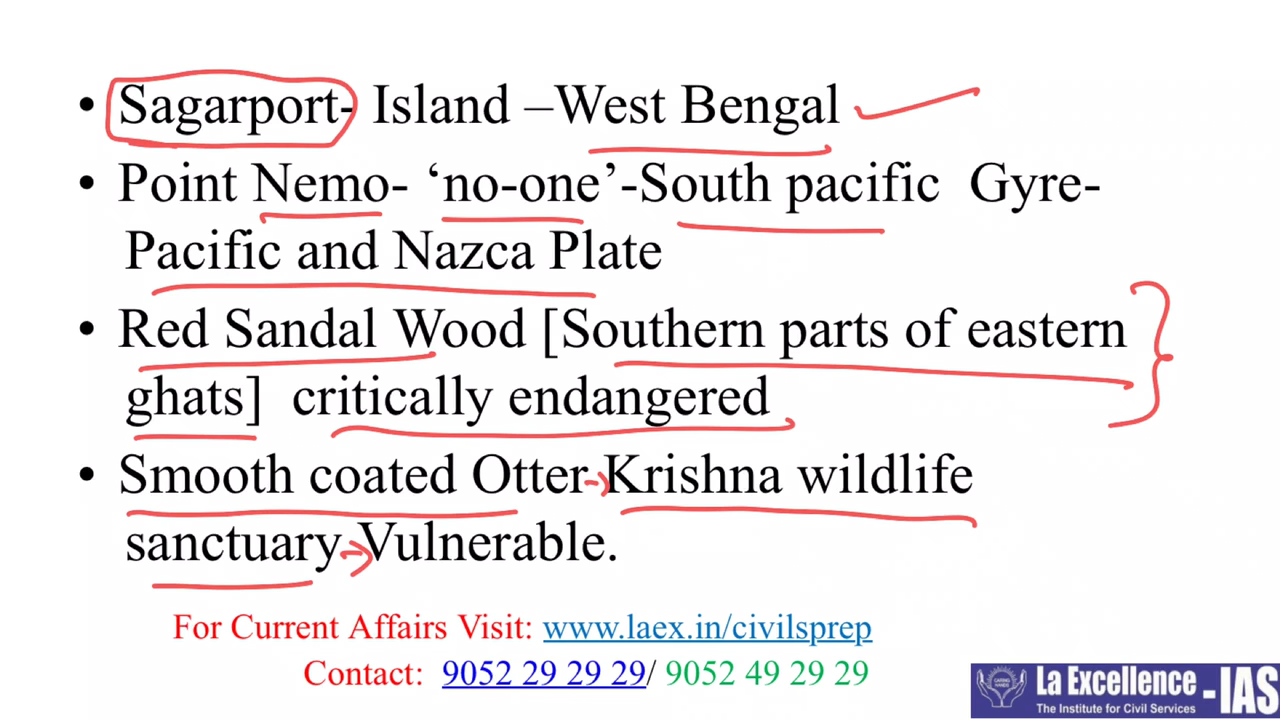 • Sagarport- Island –West Bengal
• Point Nemo- ‘no-one’-South pacific Gyre-
Pacific and Nazca Plate
• Red Sandal Wood [Southern parts of eastern
ghats] critically endangered
• Smooth coated Otter-Krishna wildlife
sanctuary-Vulnerable.
For Current Affairs Visit: www.laex.in/civilsprep
Contact: 9052 29 29 29/ 9052 49 29 29
CARING HANDS
La Excellence -IAS
The Institute for Civil Services